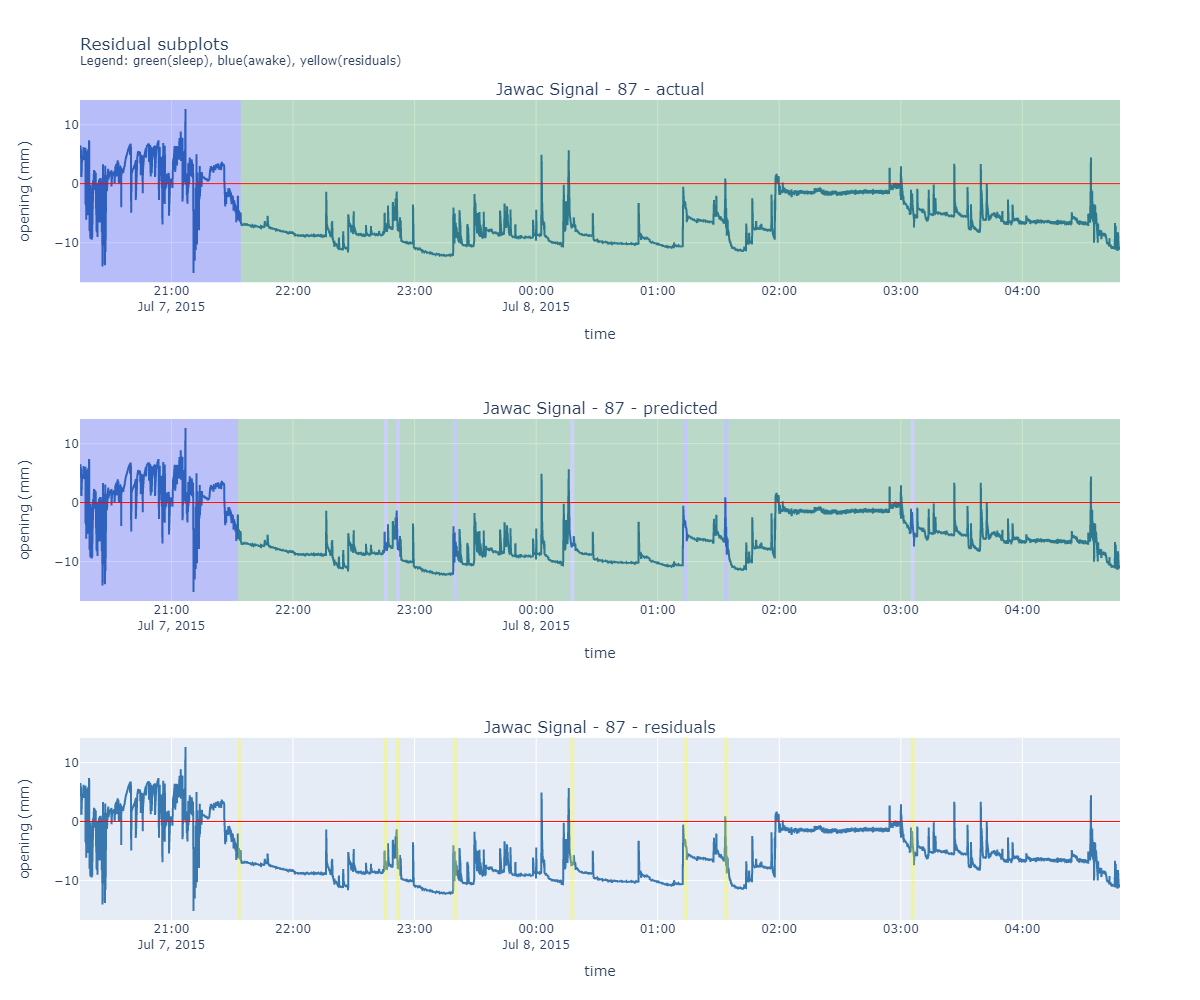 Residual subplots
Legend: green(sleep), blue(awake), yellow(residuals)
Jawac Signal - 87 - actual
opening (mm)
10
0
−10
21:00 22:00 23:00 00:00 01:00 02:00 03:00 04:00
Jul 7, 2015 Jul 8, 2015
time
Jawac Signal - 87 - predicted
opening (mm)
10
0
−10
21:00 22:00 23:00 00:00 01:00 02:00 03:00 04:00
Jul 7, 2015 Jul 8, 2015
time
Jawac Signal - 87 - residuals
opening (mm)
10
0
−10
21:00 22:00 23:00 00:00 01:00 02:00 03:00 04:00
Jul 7, 2015 Jul 8, 2015
time